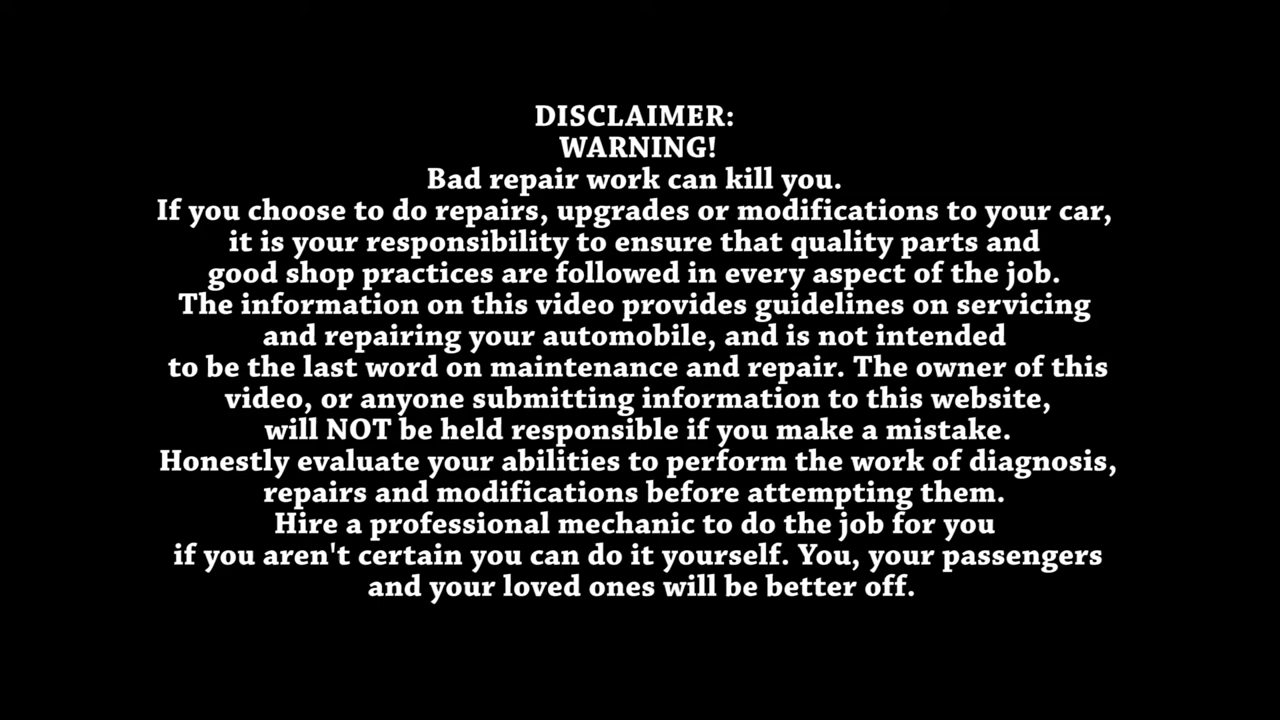 DISCLAIMER:
WARNING!
Bad repair work can kill you.
If you choose to do repairs, upgrades or modifications to your car,
it is your responsibility to ensure that quality parts and
good shop practices are followed in every aspect of the job.
The information on this video provides guidelines on servicing
and repairing your automobile, and is not intended
to be the last word on maintenance and repair. The owner of this
video, or anyone submitting information to this website,
will NOT be held responsible if you make a mistake.
Honestly evaluate your abilities to perform the work of diagnosis,
repairs and modifications before attempting them.
Hire a professional mechanic to do the job for you
if you aren't certain you can do it yourself. You, your passengers
and your loved ones will be better off.